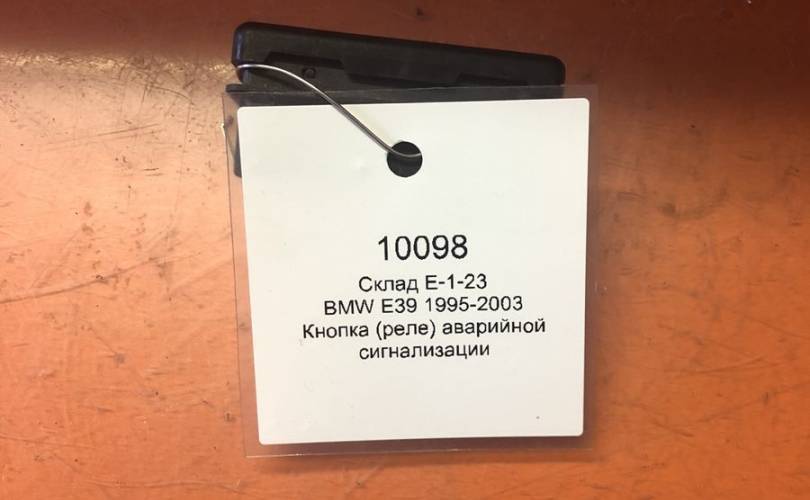 10098
Склад E-1-23
BMW E39 1995-2003
Кнопка (реле) аварийной
сигнализации